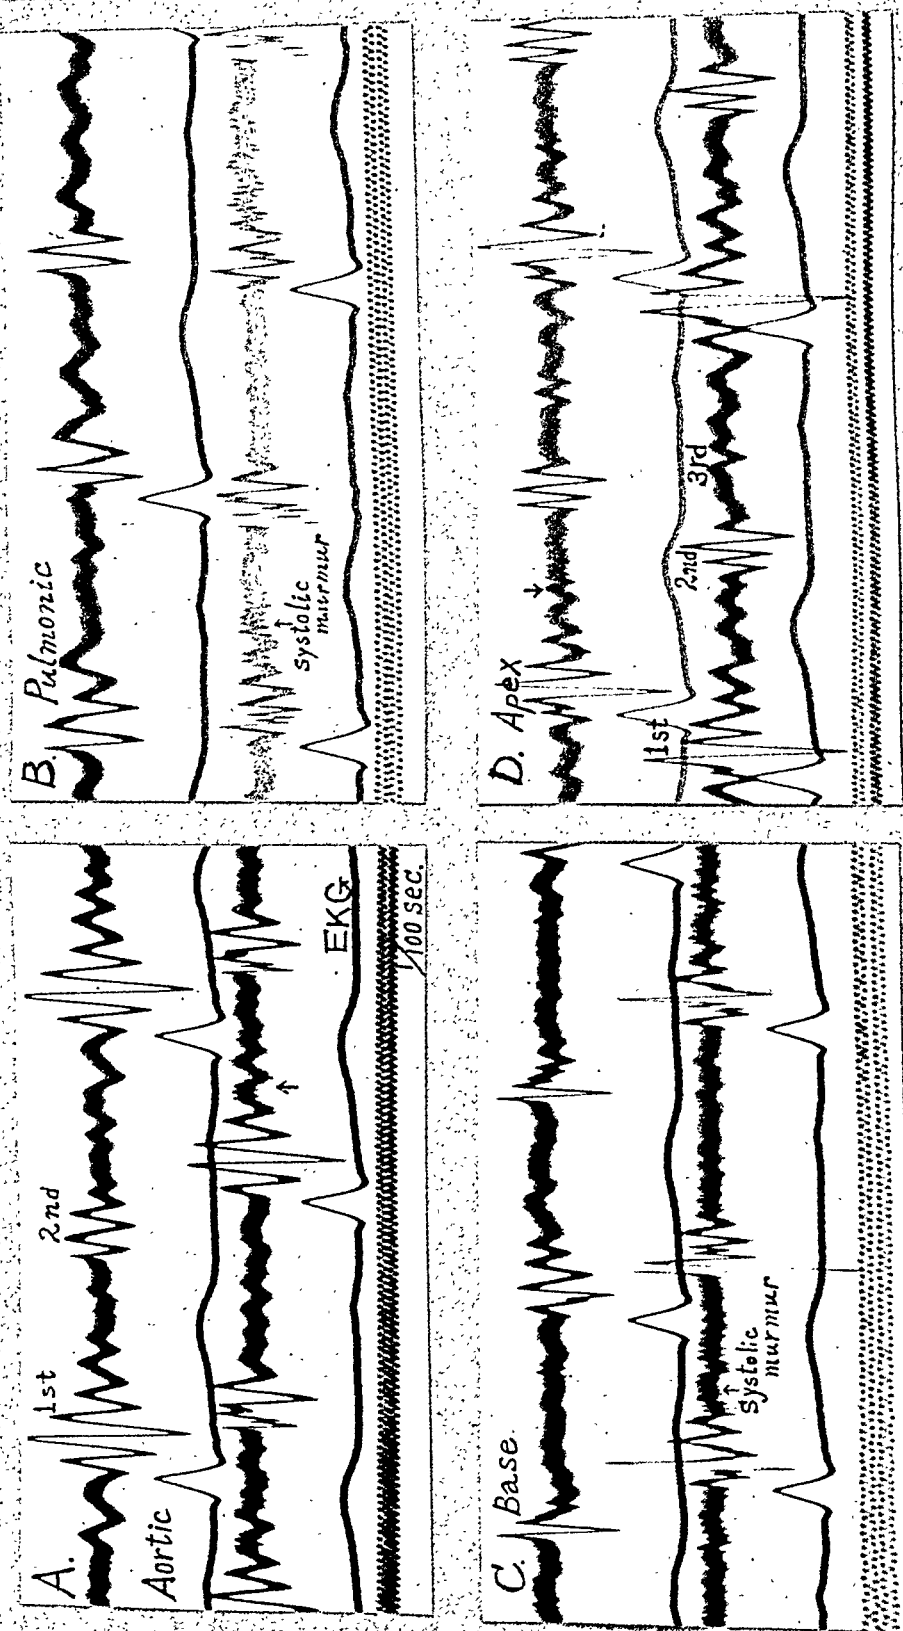 A.
1st
2nd
Aortic
↑
EKG
1/100 sec.
B. Pulmonic
↑
systolic
murmur
C. Base
↑
systolic
murmur
D. Apex
↓
1st
2nd
3rd